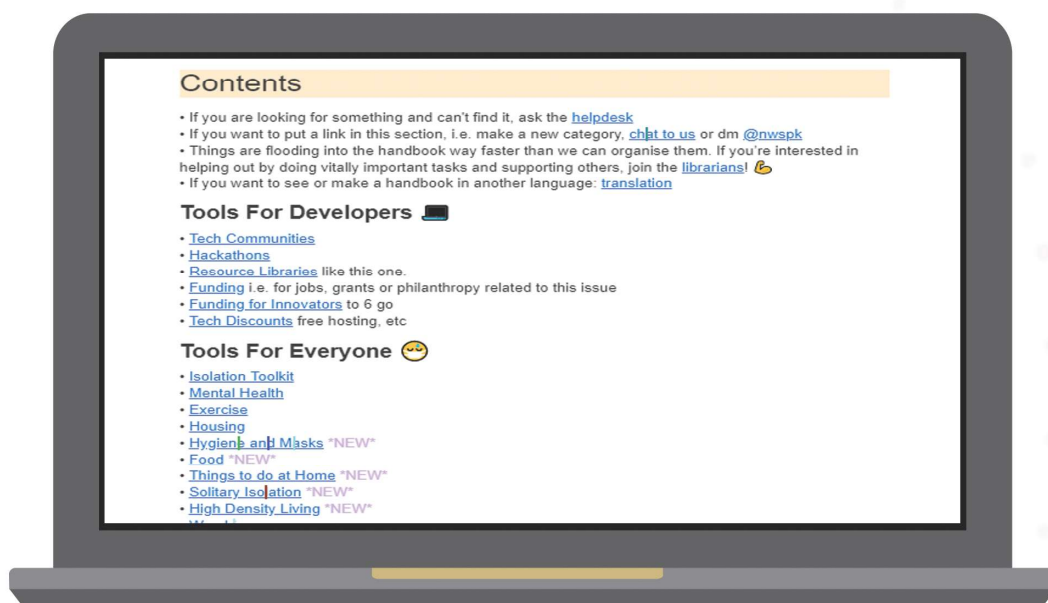 Contents
• If you are looking for something and can't find it, ask the helpdesk
• If you want to put a link in this section, i.e. make a new category, chat to us or dm @nwspk
• Things are flooding into the handbook way faster than we can organise them. If you're interested in
helping out by doing vitally important tasks and supporting others, join the librarians! 💪
• If you want to see or make a handbook in another language: translation
Tools For Developers 💻
• Tech Communities
• Hackathons
• Resource Libraries like this one.
• Funding i.e. for jobs, grants or philanthropy related to this issue
• Funding for Innovators to 6 go
• Tech Discounts free hosting, etc
Tools For Everyone 😷
• Isolation Toolkit
• Mental Health
• Exercise
• Housing
• Hygiene and Masks *NEW*
• Food *NEW*
• Things to do at Home *NEW*
• Solitary Isolation *NEW*
• High Density Living *NEW*